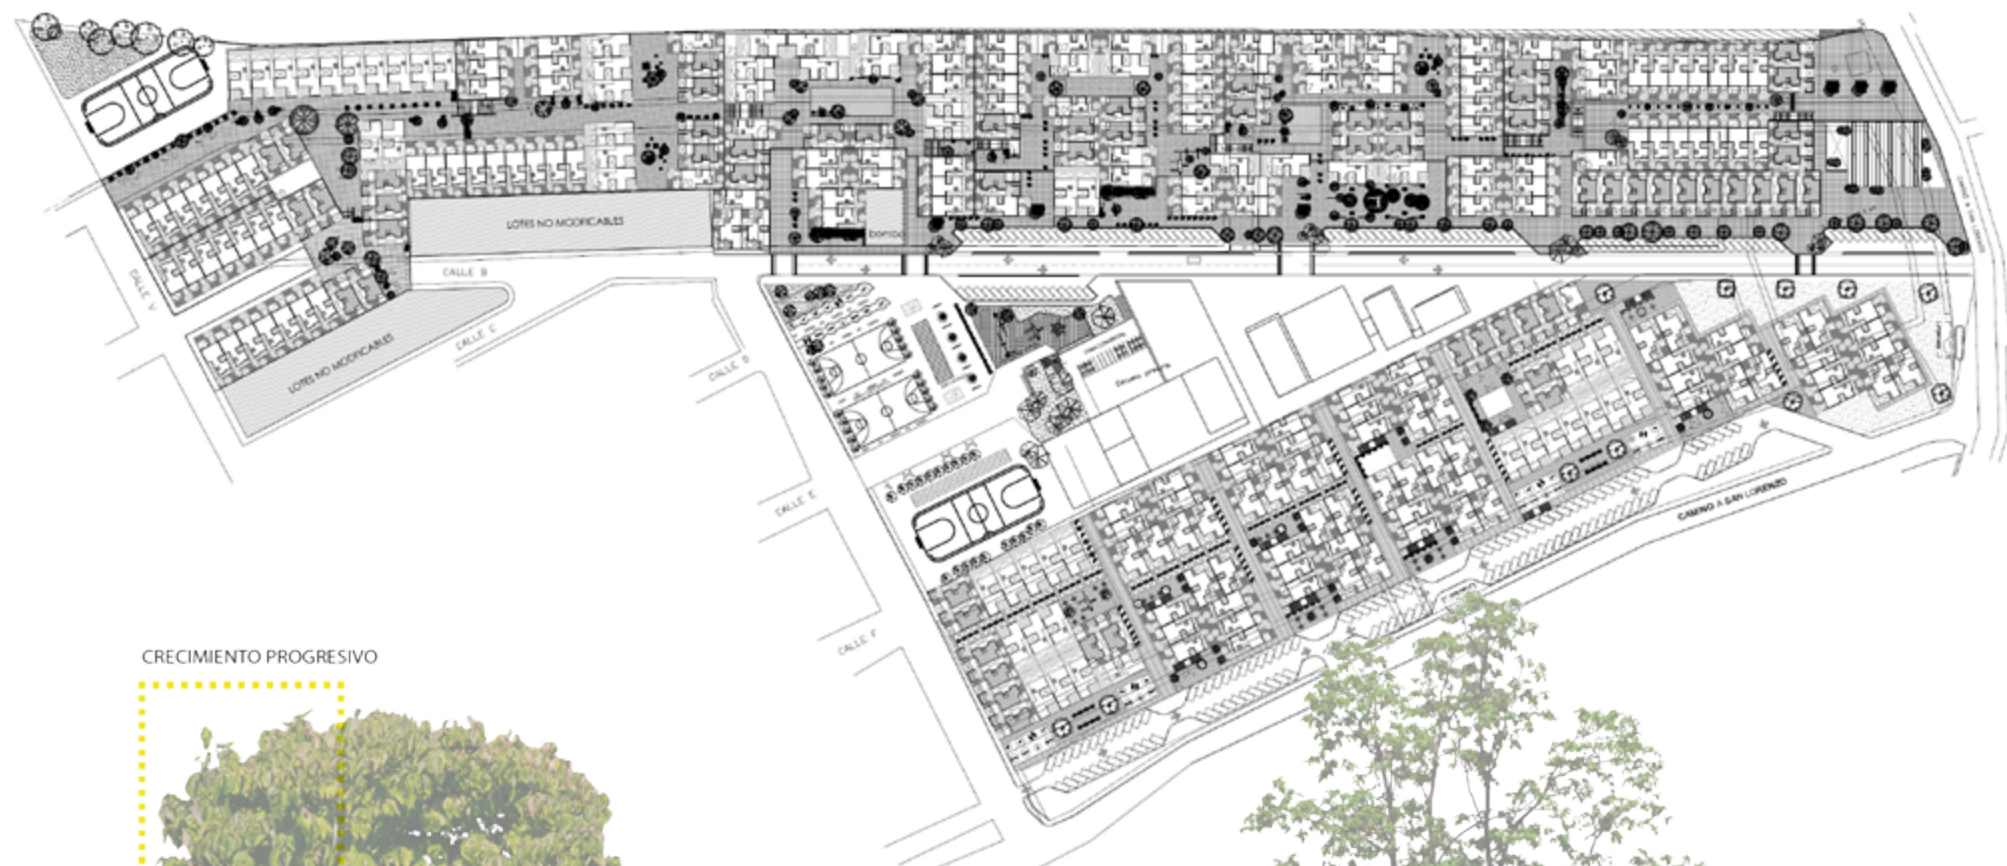 LOTES NO MODIFICABLES
CALLE B
CALLE V
CALLE C
LOTES NO MODIFICABLES
CALLE D
CALLE E
CAMINO A SAN LORENZO
CALLE F
CRECIMIENTO PROGRESIVO